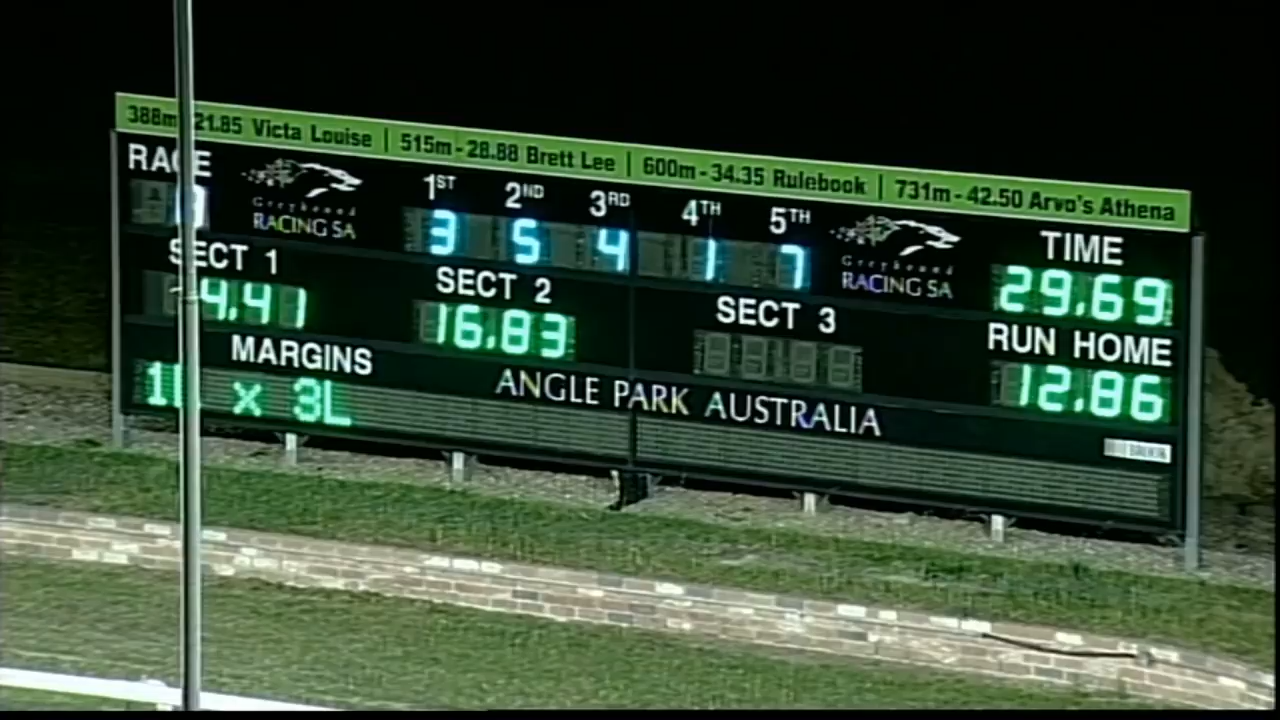 388m 21.85 Victa Louise | 515m - 28.88 Brett Lee | 600m - 34.35 Rulebook | 731m - 42.50 Arvo's Athena
RACE
Greyhound
RACING SA
1ST 2ND 3RD 4TH 5TH
3 5 4 1 7
Greyhound
RACING SA
TIME
29.69
SECT 1
4.41
SECT 2
16.83
SECT 3
RUN HOME
12.86
MARGINS
x 3L
ANGLE PARK AUSTRALIA